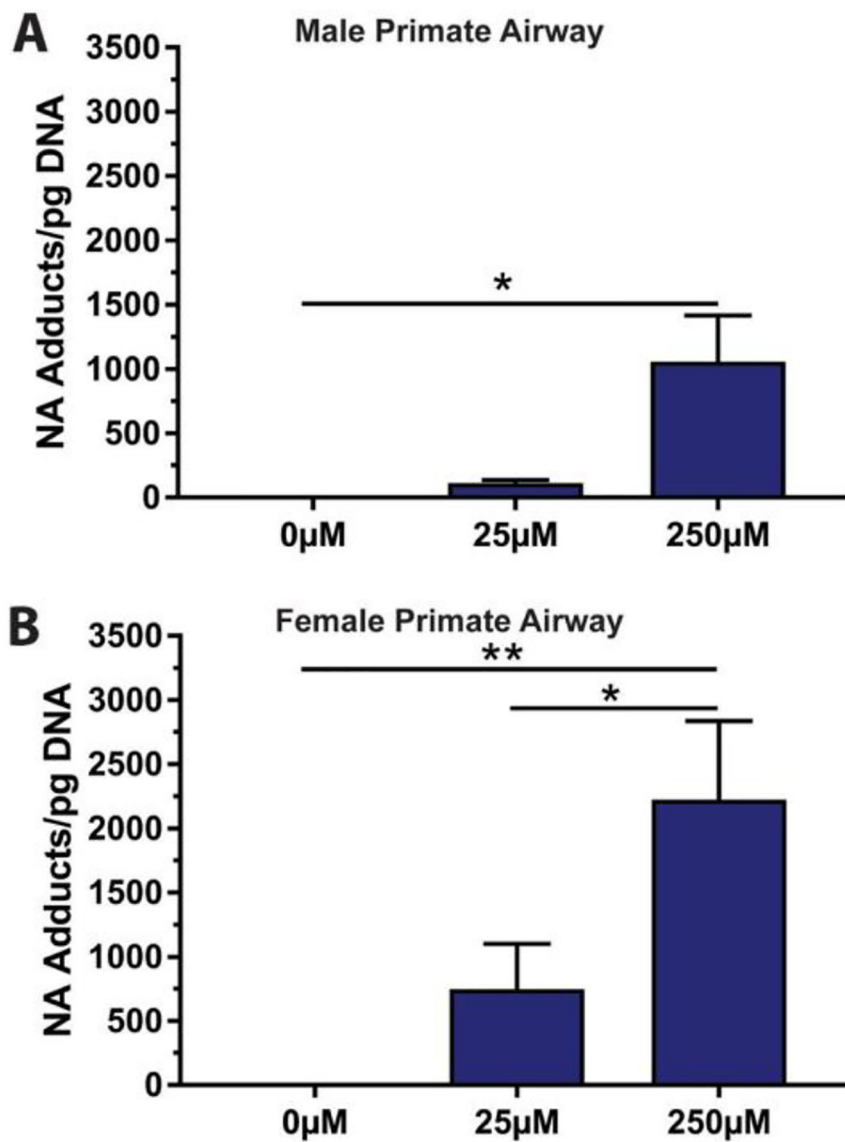 A
Male Primate Airway
NA Adducts/pg DNA
3500
3000
2500
2000
1500
1000
500
0
*
0µM
25µM
250µM
B
Female Primate Airway
NA Adducts/pg DNA
3500
3000
2500
2000
1500
1000
500
0
**
*
0µM
25µM
250µM